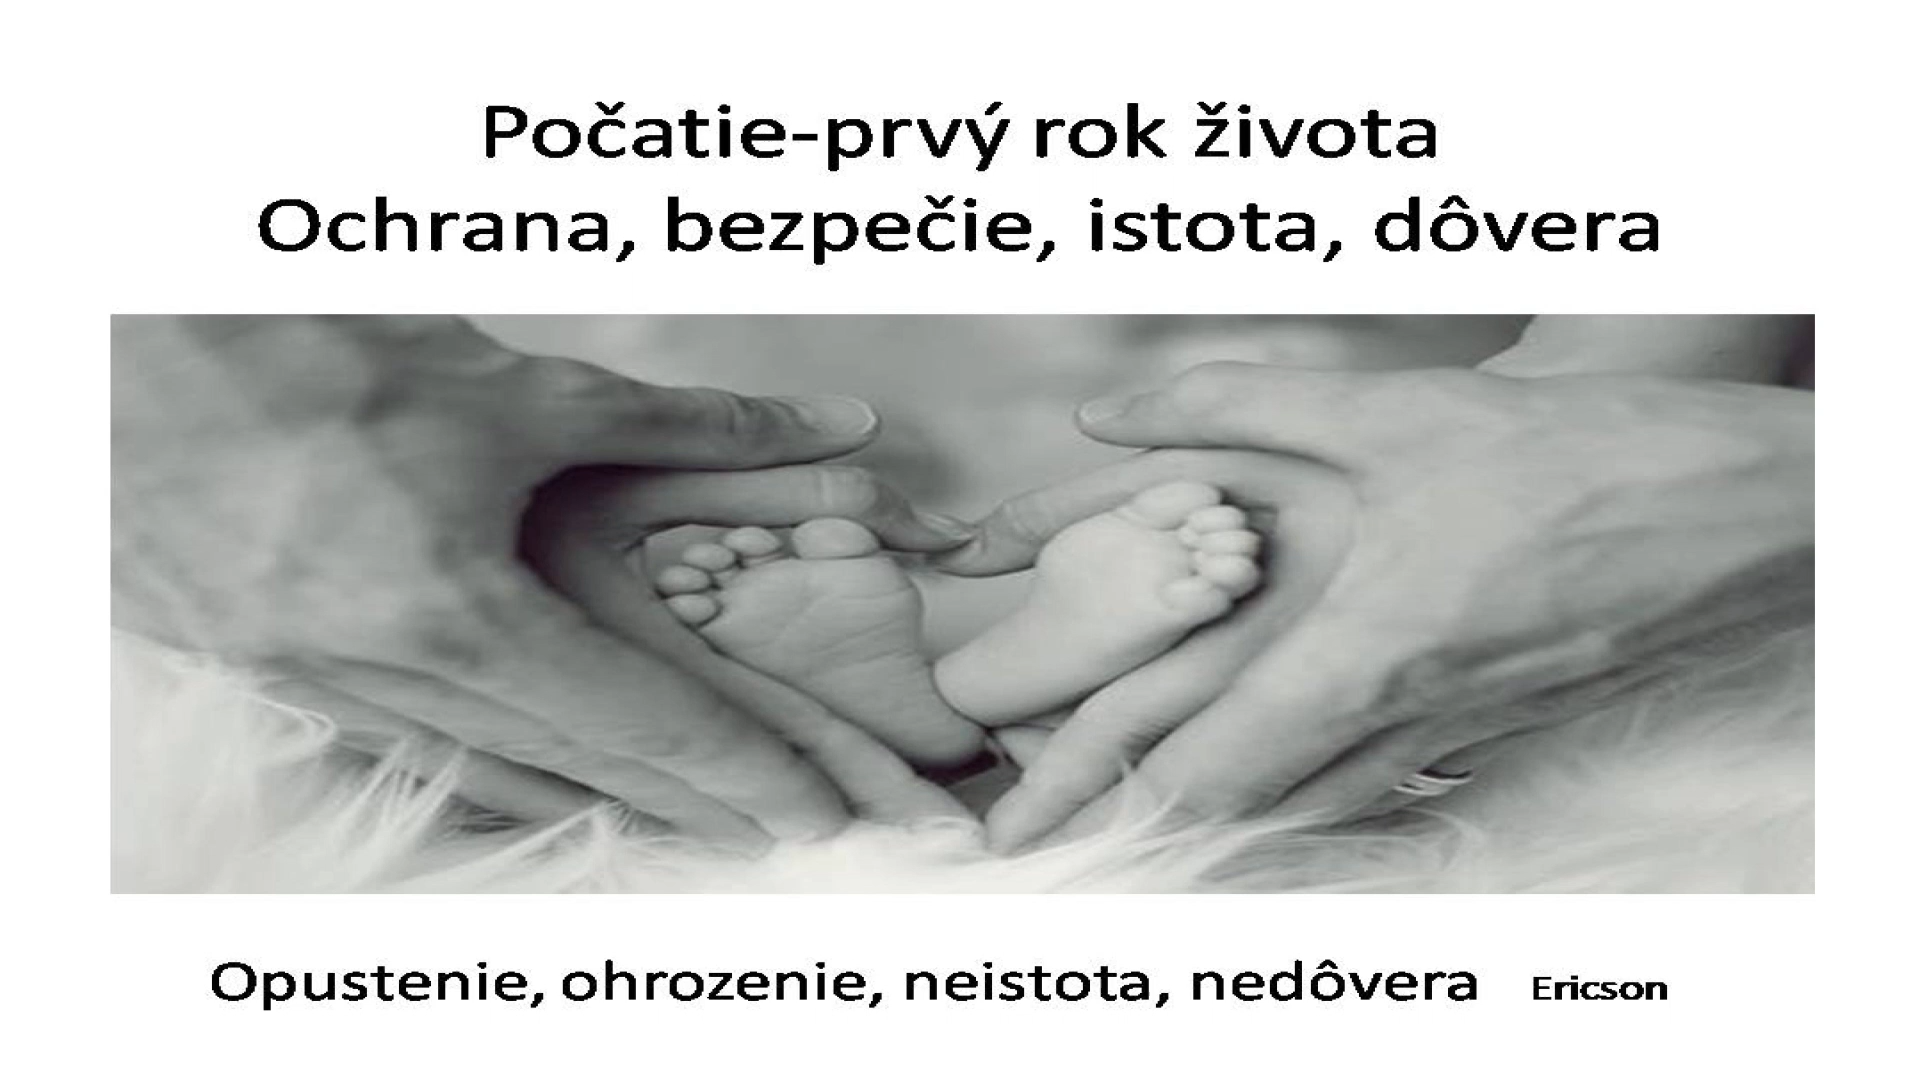 Počatie-prvý rok života
Ochrana, bezpečie, istota, dôvera
Opustenie, ohrozenie, neistota, nedôvera Ericson